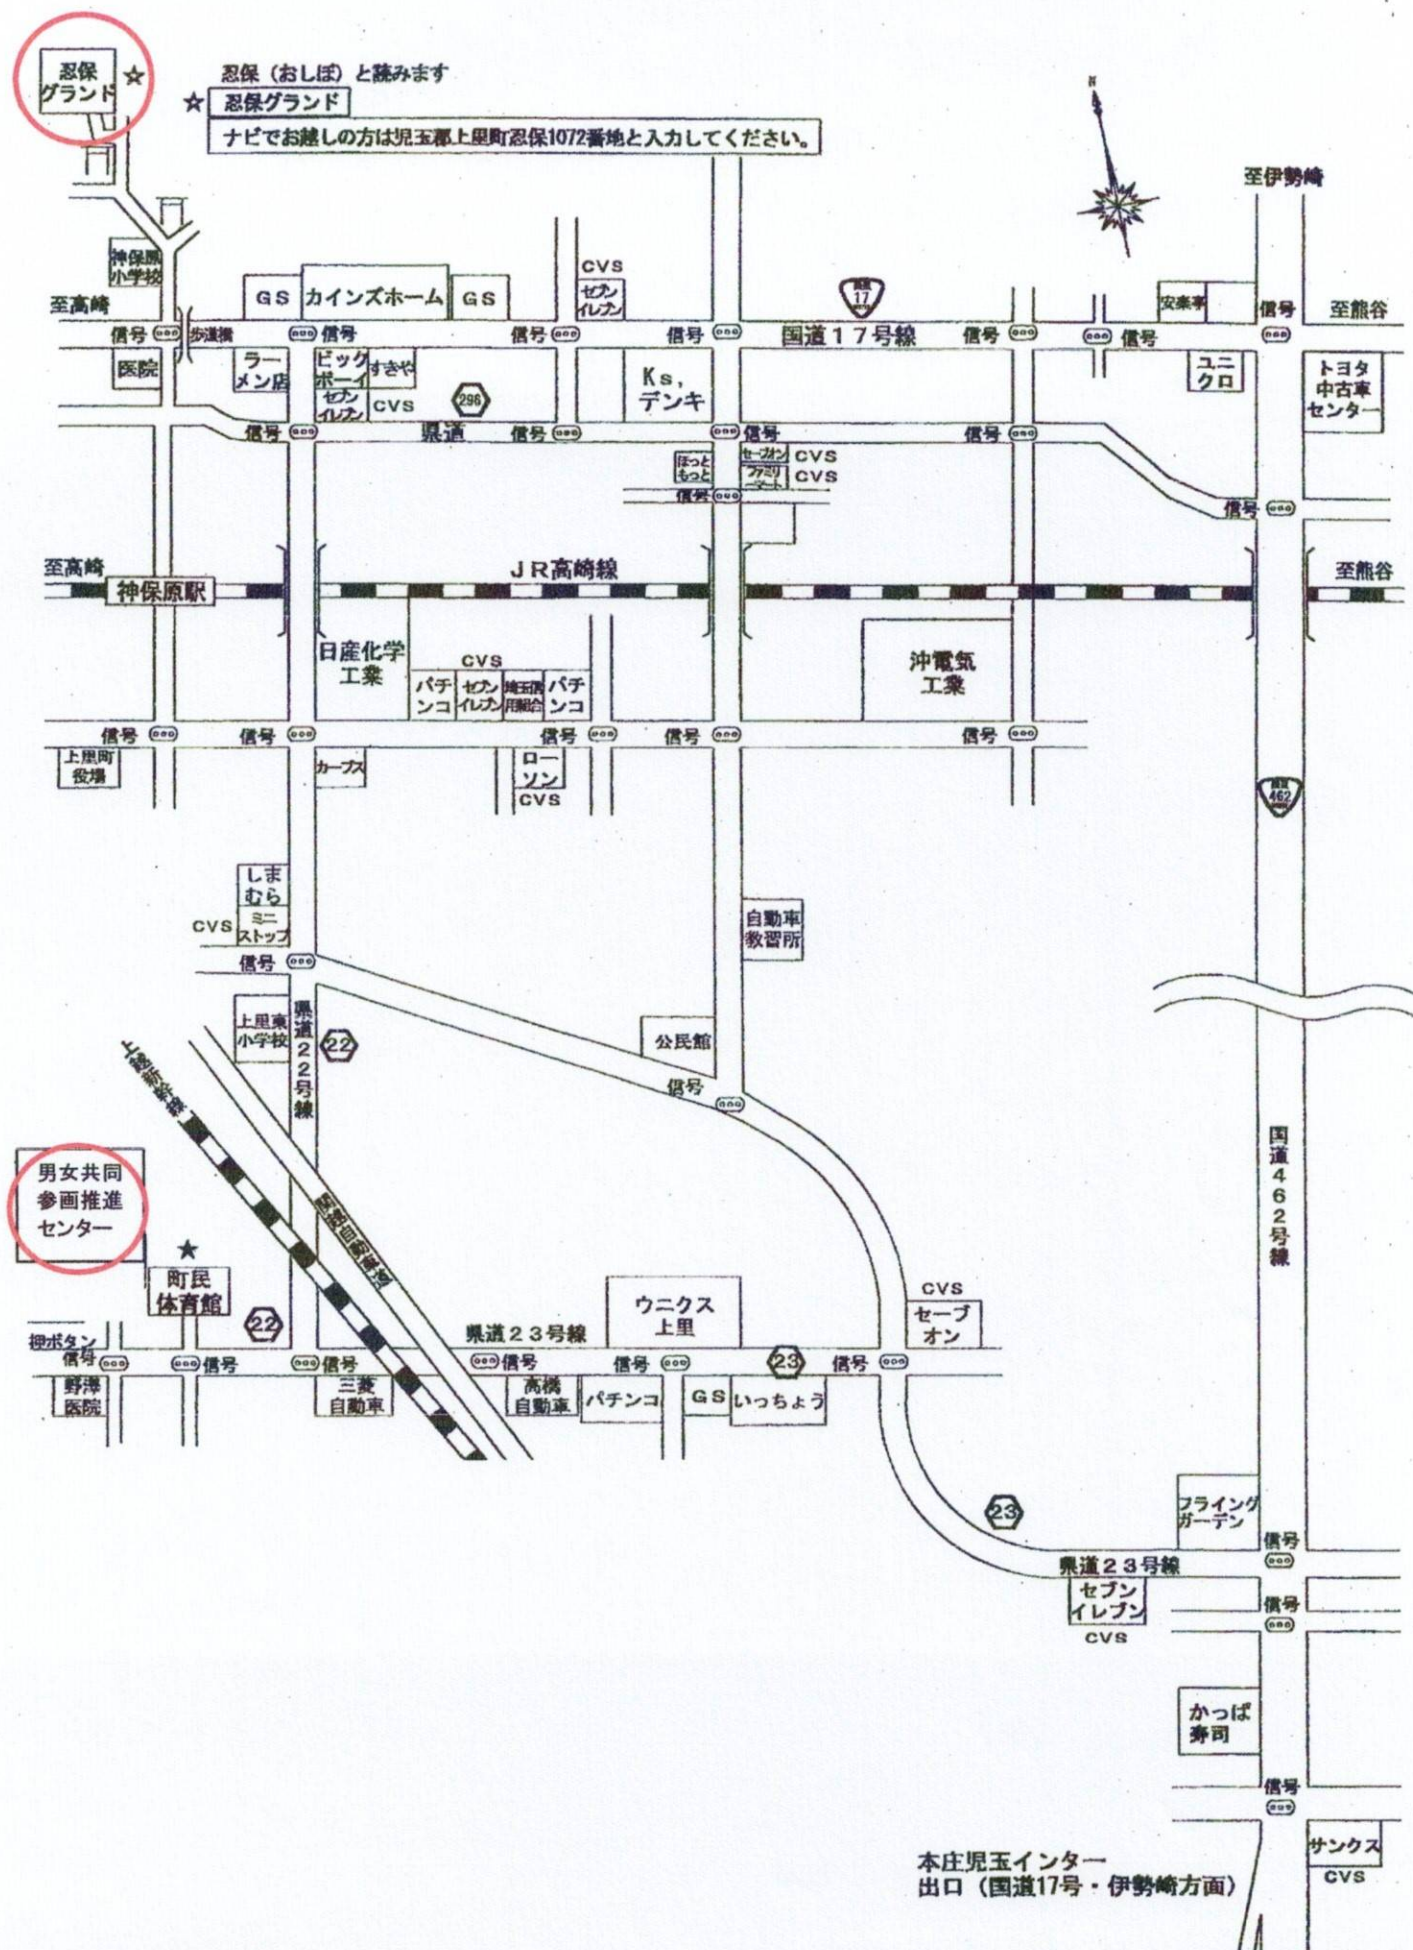 忍保
グランド
☆
忍保（おしぼ）と読みます
☆ 忍保グランド
ナビでお越しの方は児玉郡上里町忍保1072番地と入力してください。
N
至伊勢崎
神保原
小学校
至高崎
信号
歩道橋
GS
カインズホーム
GS
信号
CVS
セブン
イレブン
信号
信号
17
国道１７号線
信号
信号
安楽亭
信号
至熊谷
医院
ラー
メン店
ビック
ボーイ
すきや
セブン
イレブン
CVS
296
Ks,
デンキ
ユニ
クロ
トヨタ
中古車
センター
信号
県道
信号
信号
信号
ほっと
もっと
セーブオン
CVS
ファミリ
ーマート
CVS
信号
信号
至高崎
神保原駅
JR高崎線
至熊谷
日産化学
工業
CVS
パチ
ンコ
セブン
イレブン
埼玉信
用組合
パチ
ンコ
沖電気
工業
信号
信号
信号
信号
信号
上里町
役場
カーブス
ロー
ソン
CVS
462
しま
むら
CVS
ミニ
ストップ
信号
自動車
教習所
上里東
小学校
県道２２号線
22
公民館
信号
上越新幹線
関越自動車道
国道４６２号線
男女共同
参画推進
センター
★
町民
体育館
22
県道２３号線
ウニクス
上里
CVS
セーブ
オン
押ボタン
信号
信号
信号
信号
信号
23
信号
野澤
医院
三菱
自動車
高橋
自動車
パチンコ
GS
いっちょう
23
フライング
ガーデン
信号
県道２３号線
セブン
イレブン
CVS
信号
かっぱ
寿司
信号
本庄児玉インター
出口（国道17号・伊勢崎方面）
サンクス
CVS